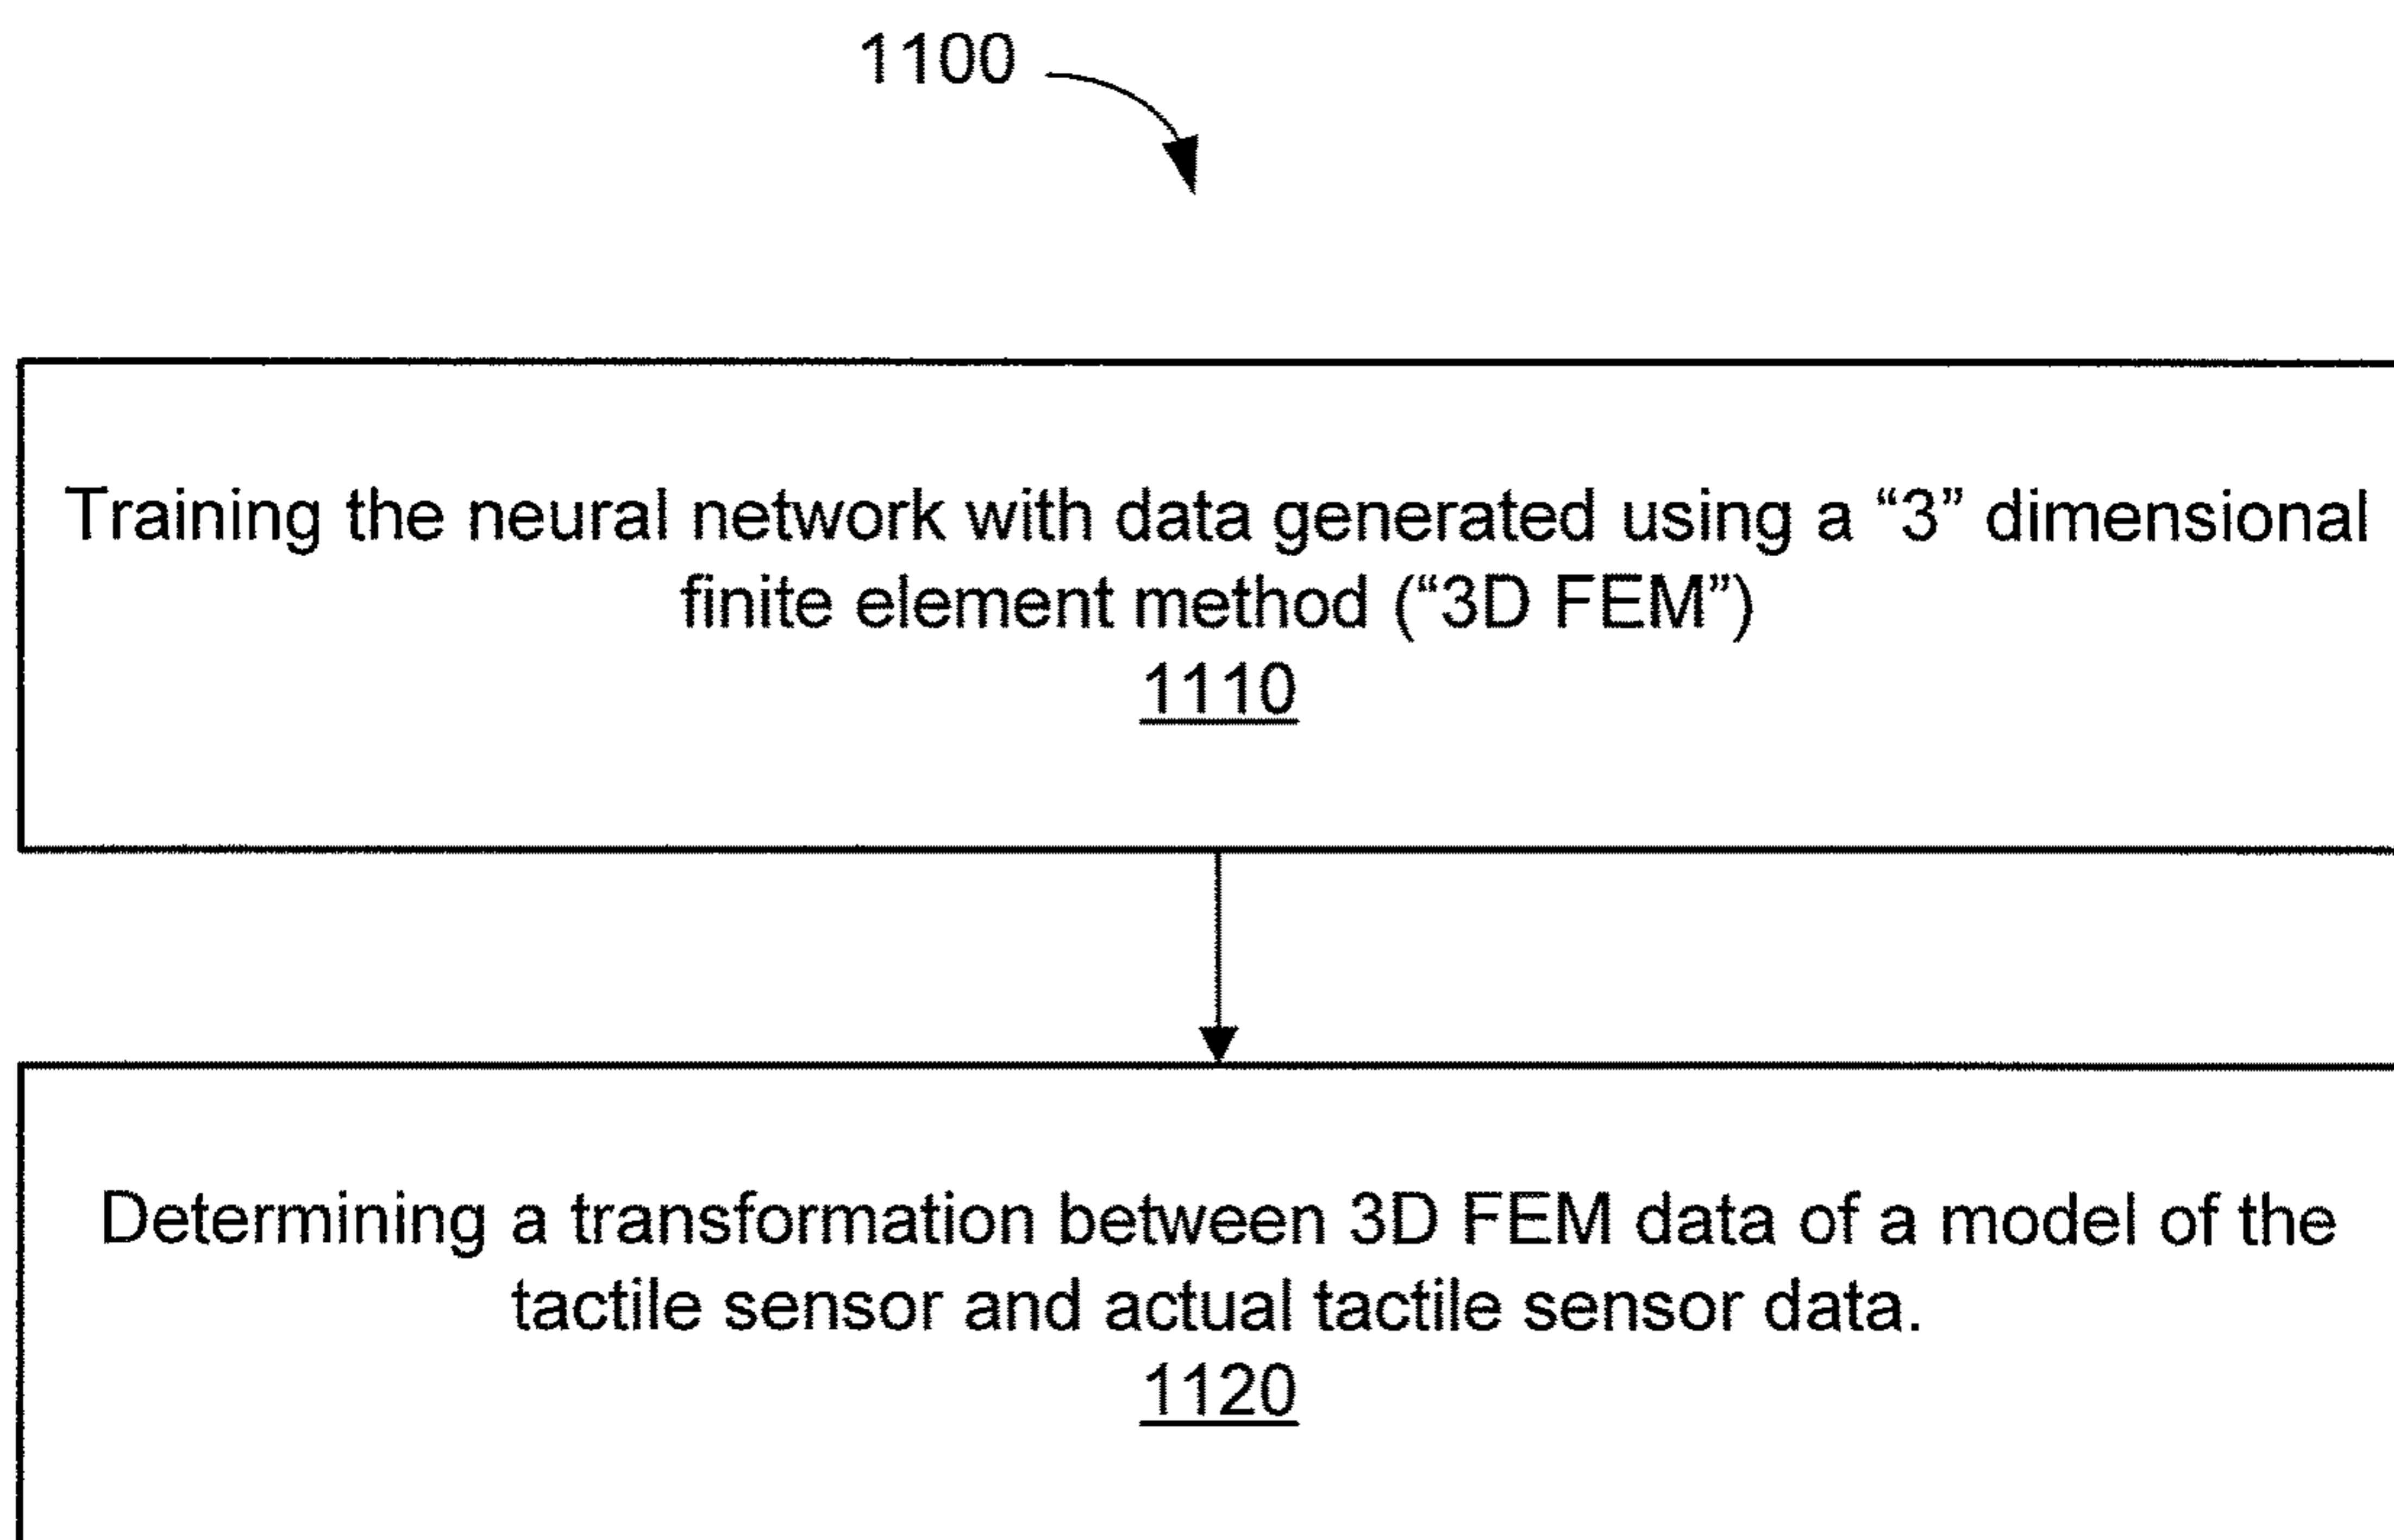 1100
Training the neural network with data generated using a “3” dimensional
finite element method (“3D FEM”)
1110
Determining a transformation between 3D FEM data of a model of the
tactile sensor and actual tactile sensor data.
1120